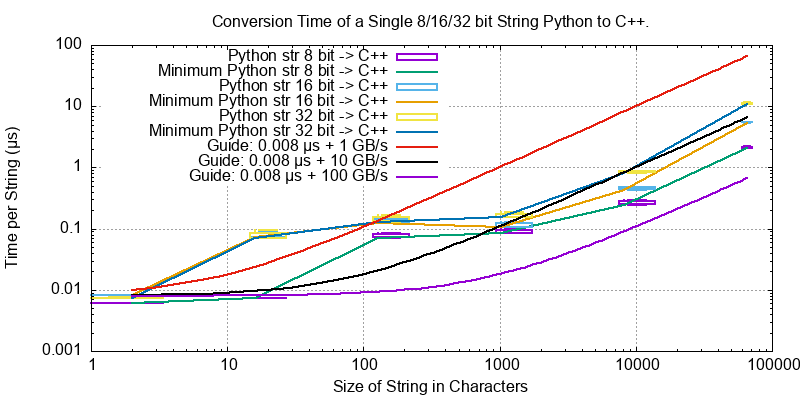 Conversion Time of a Single 8/16/32 bit String Python to C++.
Time per String (µs)
100
10
1
0.1
0.01
0.001
Python str 8 bit -> C++
Minimum Python str 8 bit -> C++
Python str 16 bit -> C++
Minimum Python str 16 bit -> C++
Python str 32 bit -> C++
Minimum Python str 32 bit -> C++
Guide: 0.008 µs + 1 GB/s
Guide: 0.008 µs + 10 GB/s
Guide: 0.008 µs + 100 GB/s
1 10 100 1000 10000 100000
Size of String in Characters